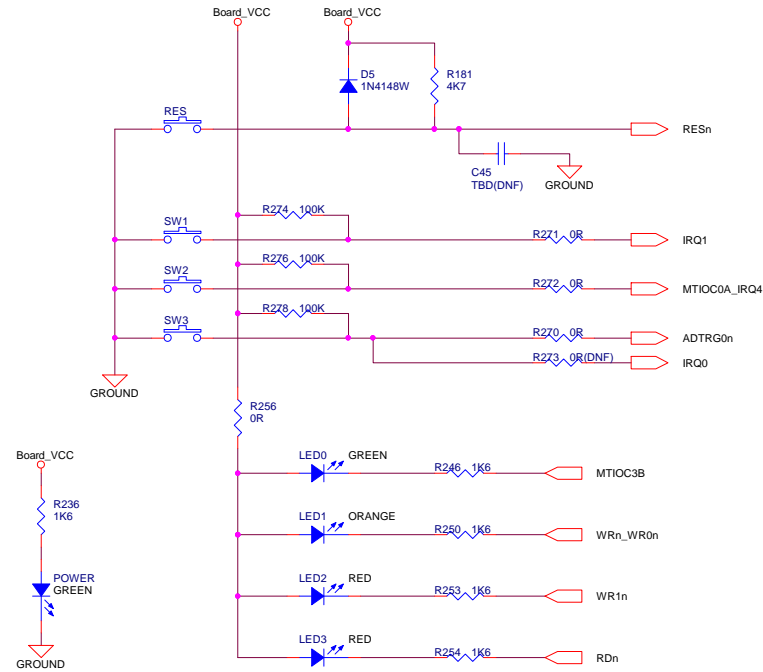 Board_VCC
Board_VCC
D5
1N4148W
R181
4K7
RES
RESn
C45
TBD(DNF)
GROUND
R274 100K
SW1
R271 0R
IRQ1
R276 100K
SW2
R272 0R
MTIOC0A_IRQ4
R278 100K
SW3
R270 0R
ADTRG0n
R273 0R(DNF)
IRQ0
GROUND
R256
0R
Board_VCC
LED0 GREEN
R246 1K6
MTIOC3B
R236
1K6
LED1 ORANGE
R250 1K6
WRn_WR0n
POWER
GREEN
LED2 RED
R253 1K6
WR1n
LED3 RED
R254 1K6
RDn
GROUND